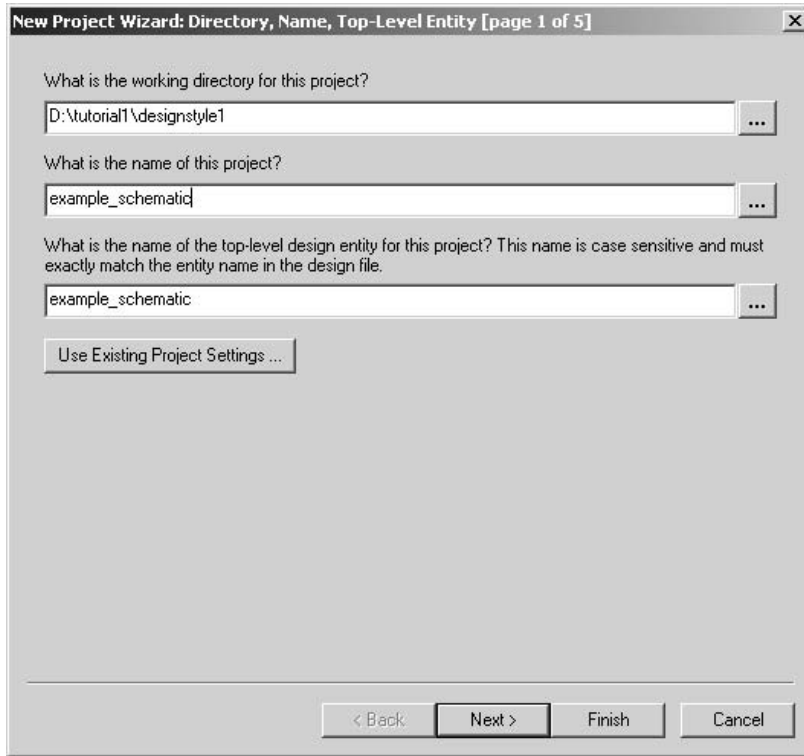 New Project Wizard: Directory, Name, Top-Level Entity [page 1 of 5]
What is the working directory for this project?
D:\tutorial1\designstyle1
...
What is the name of this project?
example_schematic
...
What is the name of the top-level design entity for this project? This name is case sensitive and must
exactly match the entity name in the design file.
example_schematic
...
Use Existing Project Settings ...
< Back
Next >
Finish
Cancel